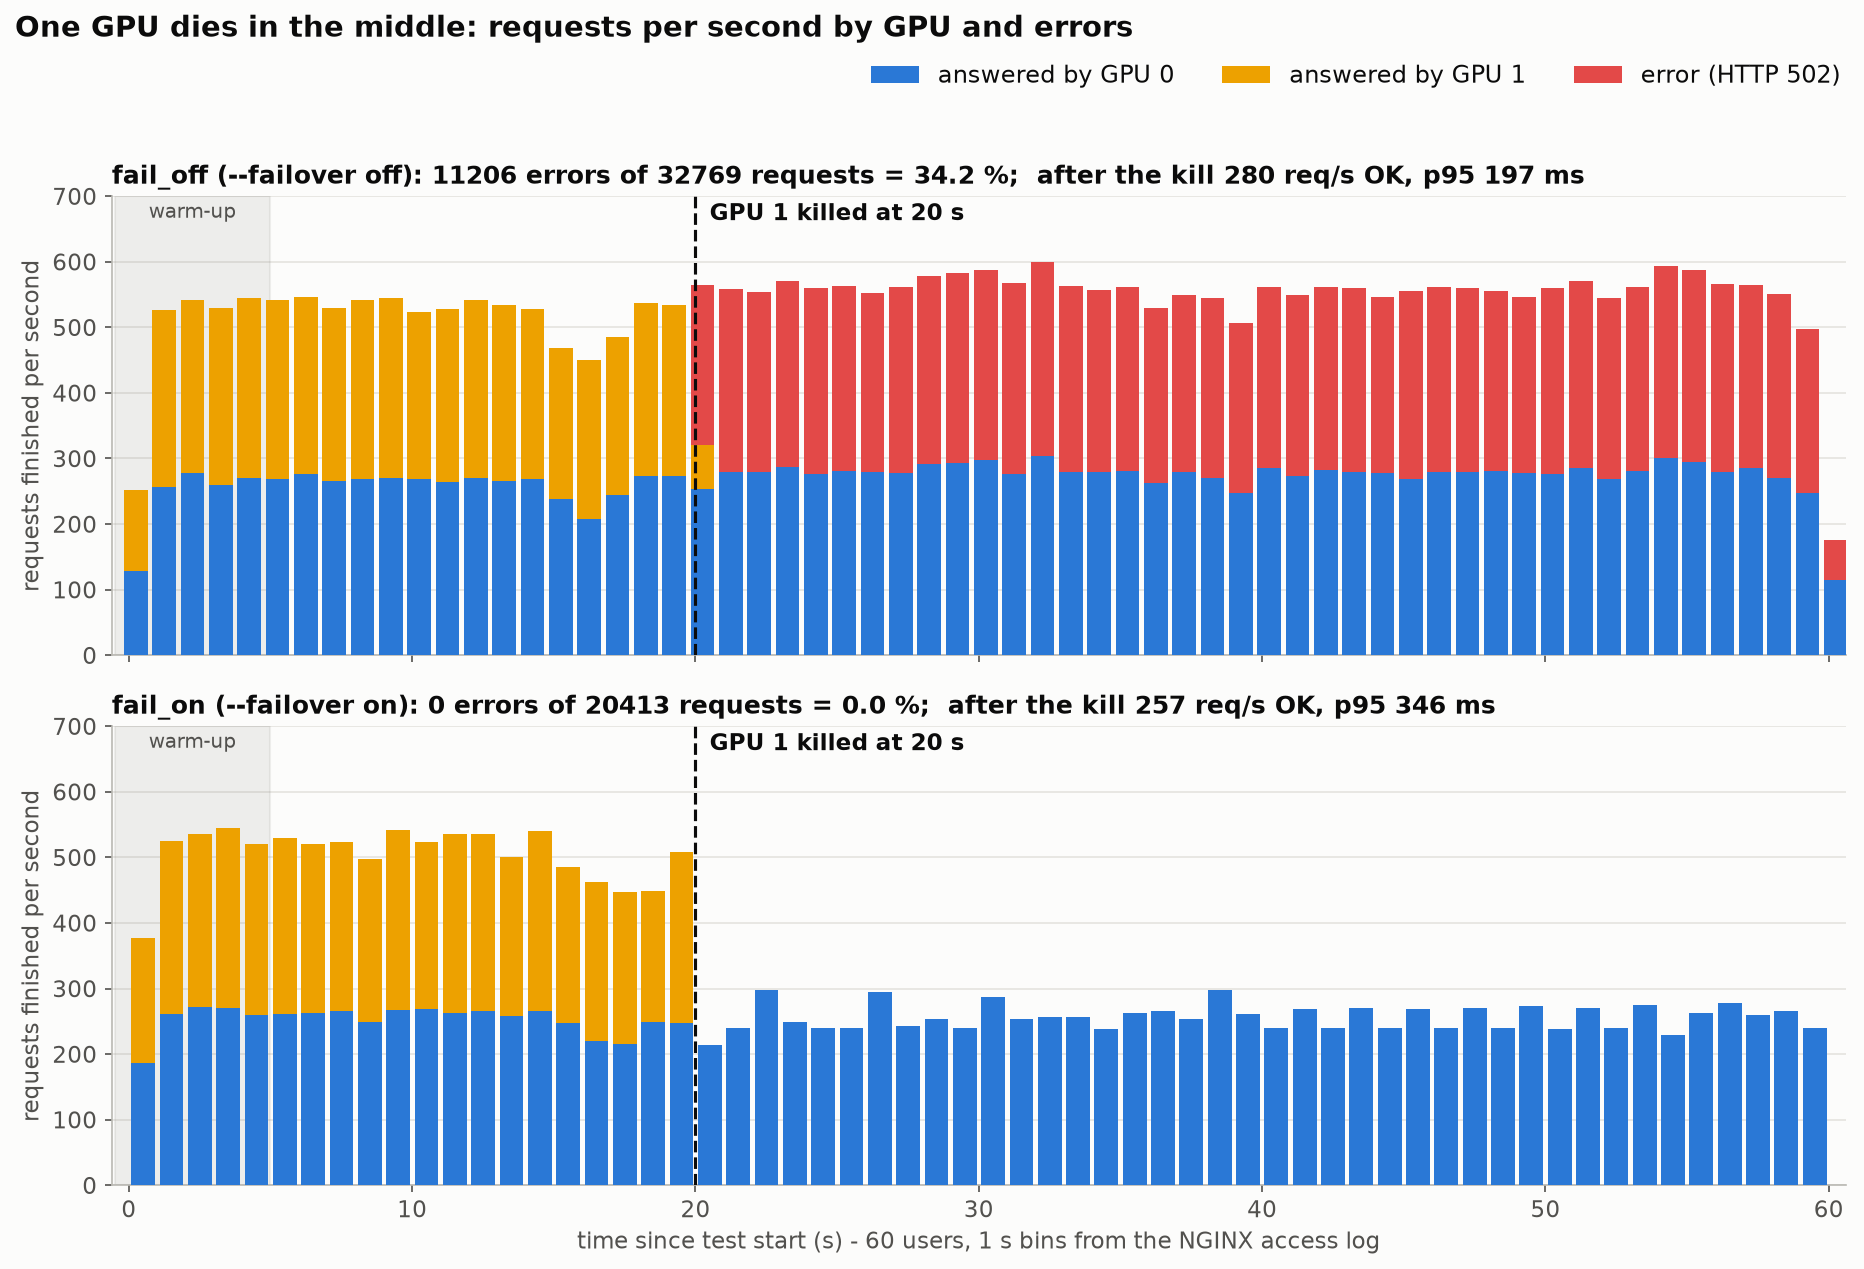 One GPU dies in the middle: requests per second by GPU and errors
answered by GPU 0
answered by GPU 1
error (HTTP 502)
fail_off (--failover off): 11206 errors of 32769 requests = 34.2 %;  after the kill 280 req/s OK, p95 197 ms
requests finished per second
700
600
500
400
300
200
100
0
warm-up
GPU 1 killed at 20 s
fail_on (--failover on): 0 errors of 20413 requests = 0.0 %;  after the kill 257 req/s OK, p95 346 ms
requests finished per second
700
600
500
400
300
200
100
0
warm-up
GPU 1 killed at 20 s
0 10 20 30 40 50 60
time since test start (s) - 60 users, 1 s bins from the NGINX access log